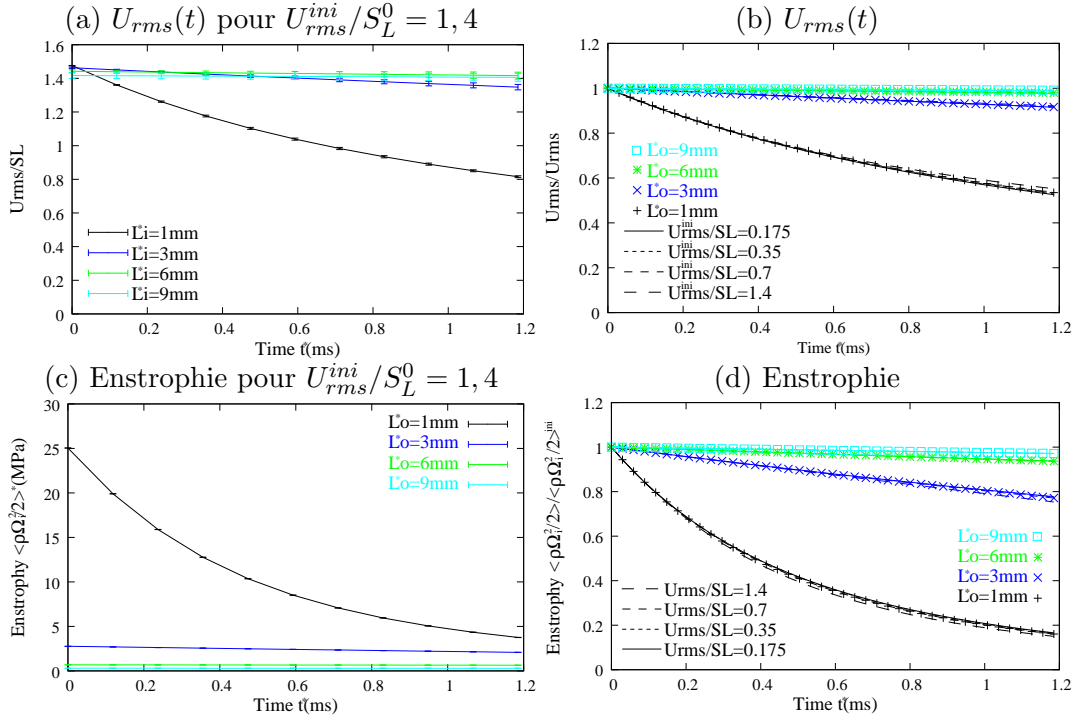 (a) U_{rms}(t) pour U_{rms}^{ini}/S_L^0 = 1, 4
Urms/SL
1.6
1.4
1.2
1
0.8
0.6
0.4
0.2
0
0 0.2 0.4 0.6 0.8 1 1.2
Time t*(ms)
L*i=1mm
L*i=3mm
L*i=6mm
L*i=9mm
(b) U_{rms}(t)
Urms/Urms
1.2
1
0.8
0.6
0.4
0.2
0
0 0.2 0.4 0.6 0.8 1 1.2
Time t*(ms)
L*o=9mm
L*o=6mm
L*o=3mm
L*o=1mm
Urms^{ini}/SL=0.175
Urms^{ini}/SL=0.35
Urms^{ini}/SL=0.7
Urms^{ini}/SL=1.4
(c) Enstrophie pour U_{rms}^{ini}/S_L^0 = 1, 4
Enstrophy <ρΩ_i^2/2>*(MPa)
30
25
20
15
10
5
0
0 0.2 0.4 0.6 0.8 1 1.2
Time t*(ms)
L*o=1mm
L*o=3mm
L*o=6mm
L*o=9mm
(d) Enstrophie
Enstrophy <ρΩ_i^2/2>/<ρΩ_i^2/2>^{ini}
1.2
1
0.8
0.6
0.4
0.2
0
0 0.2 0.4 0.6 0.8 1 1.2
Time t*(ms)
L*o=9mm
L*o=6mm
L*o=3mm
L*o=1mm
Urms/SL=1.4
Urms/SL=0.7
Urms/SL=0.35
Urms/SL=0.175